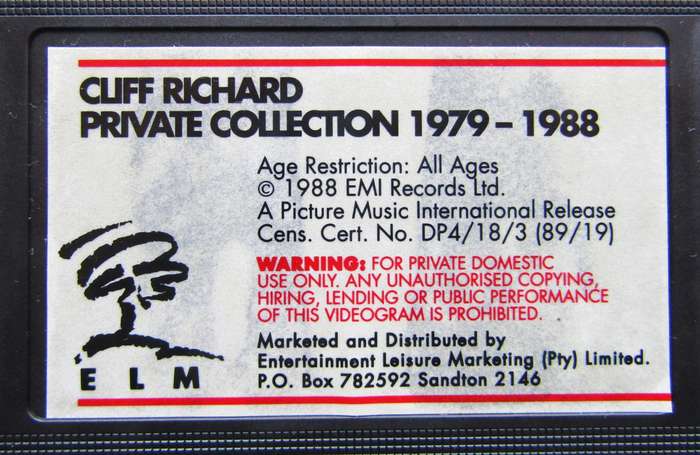 CLIFF RICHARD
PRIVATE COLLECTION 1979 – 1988
Age Restriction: All Ages
© 1988 EMI Records Ltd.
A Picture Music International Release
Cens. Cert. No. DP4/18/3 (89/19)
WARNING: FOR PRIVATE DOMESTIC
USE ONLY. ANY UNAUTHORISED COPYING,
HIRING, LENDING OR PUBLIC PERFORMANCE
OF THIS VIDEOGRAM IS PROHIBITED.
Marketed and Distributed by
Entertainment Leisure Marketing (Pty) Limited.
P.O. Box 782592 Sandton 2146
E L M